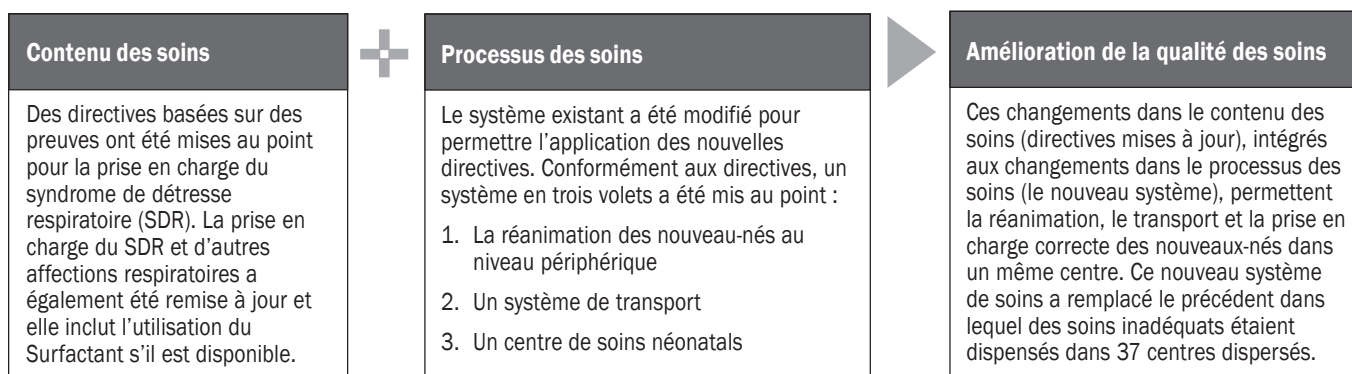 Contenu des soins
Des directives basées sur des
preuves ont été mises au point
pour la prise en charge du
syndrome de détresse
respiratoire (SDR). La prise en
charge du SDR et d'autres
affections respiratoires a
également été remise à jour et
elle inclut l'utilisation du
Surfactant s'il est disponible.
Processus des soins
Le système existant a été modifié pour
permettre l'application des nouvelles
directives. Conformément aux directives, un
système en trois volets a été mis au point :
1. La réanimation des nouveau-nés au
niveau périphérique
2. Un système de transport
3. Un centre de soins néonatals
Amélioration de la qualité des soins
Ces changements dans le contenu des
soins (directives mises à jour), intégrés
aux changements dans le processus des
soins (le nouveau système), permettent
la réanimation, le transport et la prise en
charge correcte des nouveaux-nés dans
un même centre. Ce nouveau système
de soins a remplacé le précédent dans
lequel des soins inadéquats étaient
dispensés dans 37 centres dispersés.